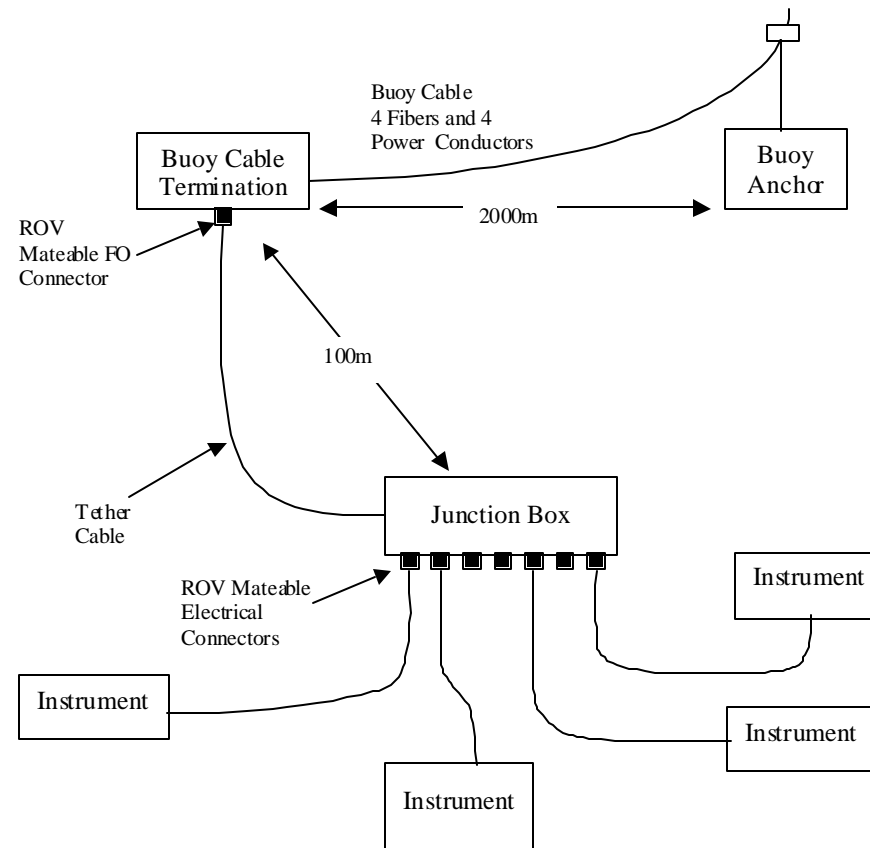 Buoy Cable
4 Fibers and 4
Power Conductors
Buoy Cable
Termination
Buoy
Anchor
2000m
ROV
Mateable FO
Connector
100m
Tether
Cable
Junction Box
ROV Mateable
Electrical
Connectors
Instrument
Instrument
Instrument
Instrument